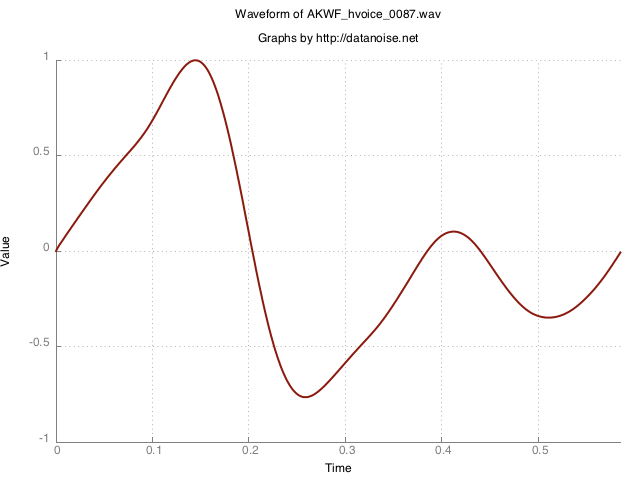 Waveform of AKWF_hvoice_0087.wav
Graphs by http://datanoise.net
1
0.5
0
-0.5
-1
Value
0 0.1 0.2 0.3 0.4 0.5
Time